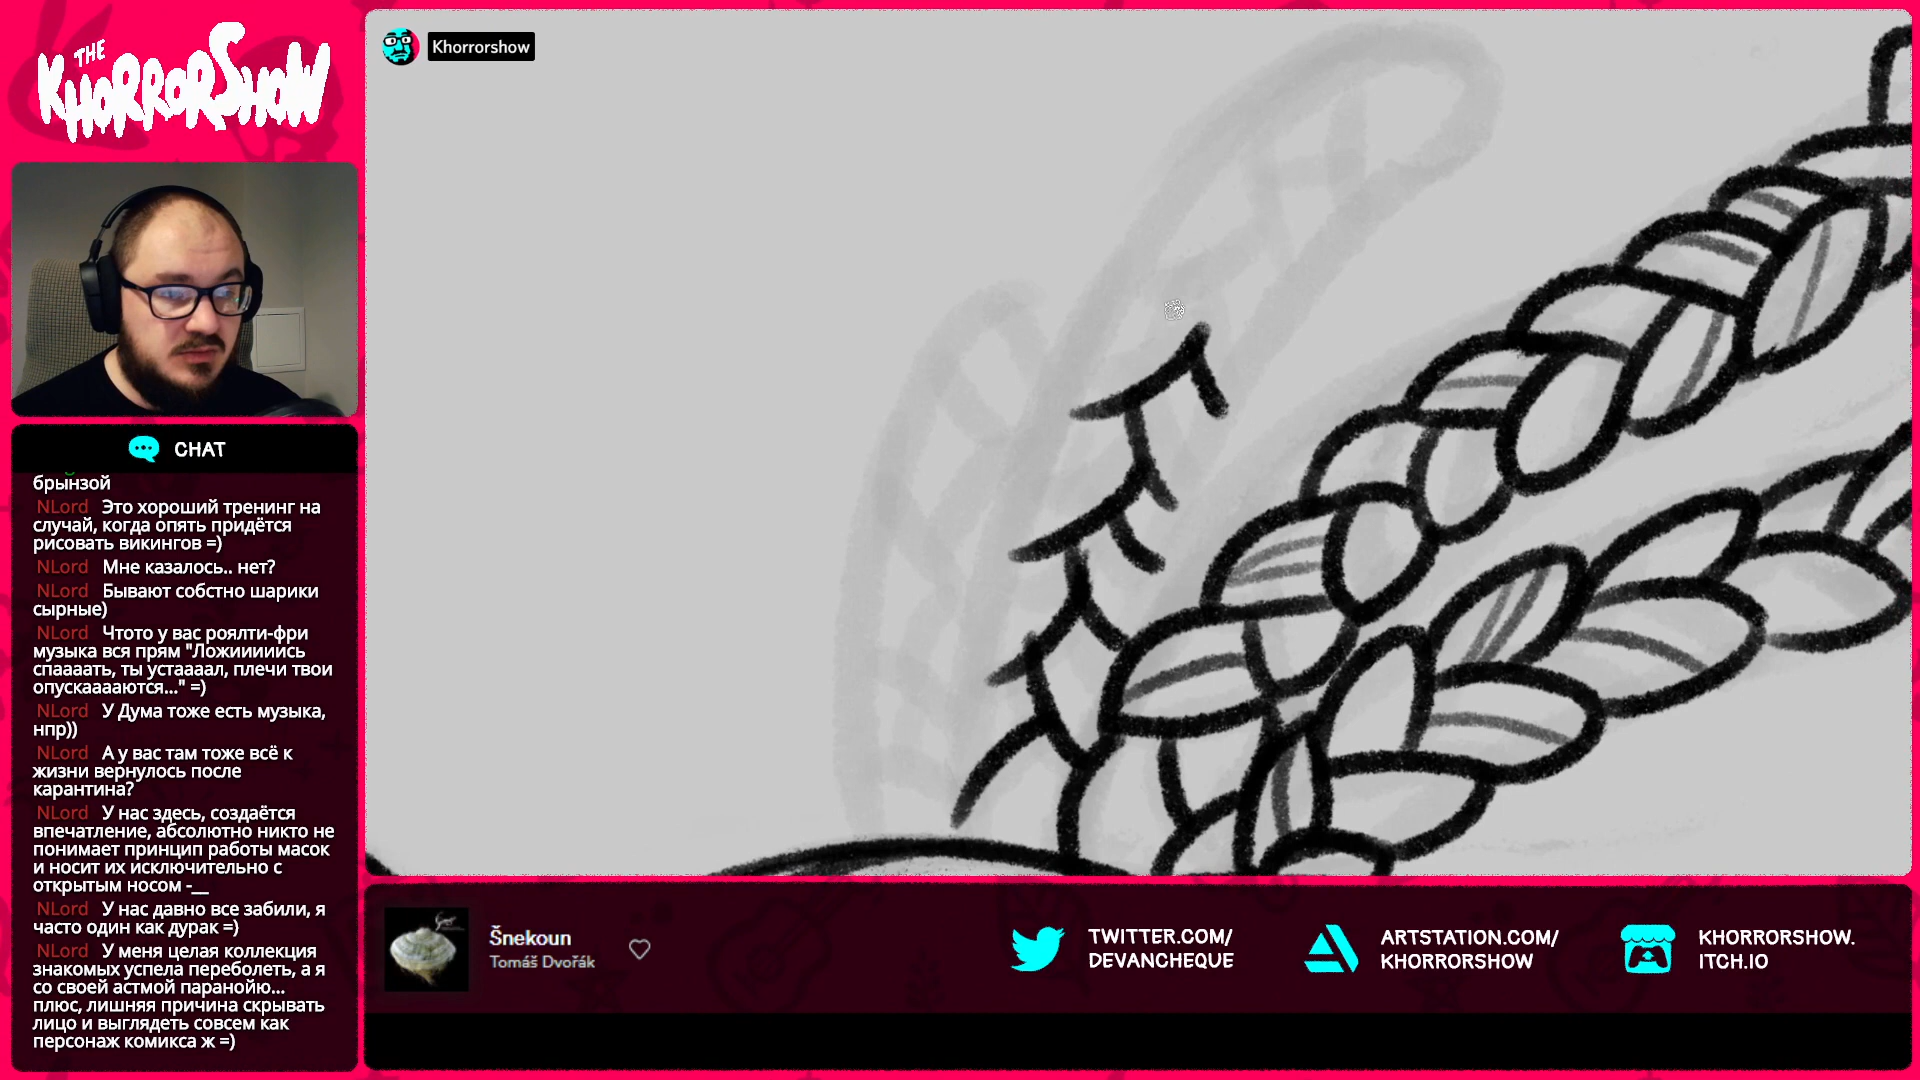 THE
KHORRORSHOW
Khorrorshow
CHAT
брынзой
NLord Это хороший тренинг на
случай, когда опять придётся
рисовать викингов =)
NLord Мне казалось.. нет?
NLord Бывают собстно шарики
сырные)
NLord Чтото у вас роялти-фри
музыка вся прям "Ложииииись
спаааать, ты устаааал, плечи твои
опускаааются..." =)
NLord У Дума тоже есть музыка,
нпр))
NLord А у вас там тоже всё к
жизни вернулось после
карантина?
NLord У нас здесь, создаётся
впечатление, абсолютно никто не
понимает принцип работы масок
и носит их исключительно с
открытым носом -__
NLord У нас давно все забили, я
часто один как дурак =)
NLord У меня целая коллекция
знакомых успела переболеть, а я
со своей астмой паранойю...
плюс, лишняя причина скрывать
лицо и выглядеть совсем как
персонаж комикса ж =)
Šnekoun
Tomáš Dvořák
TWITTER.COM/
DEVANCHEQUE
ARTSTATION.COM/
KHORRORSHOW
KHORRORSHOW.
ITCH.IO